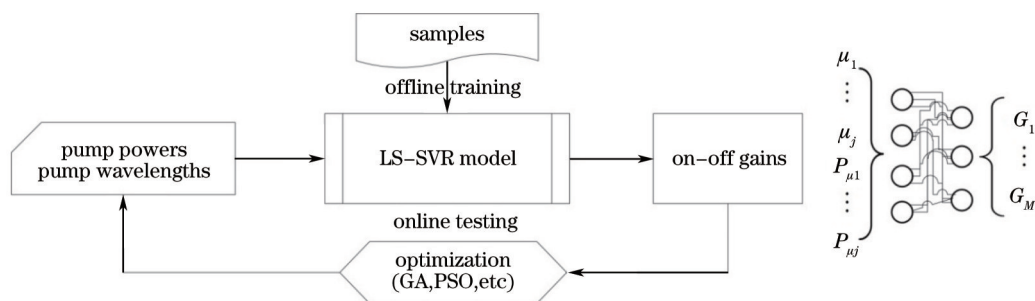 samples
offline training
pump powers
pump wavelengths
LS-SVR model
on-off gains
online testing
optimization
(GA,PSO,etc)
μ1
⋮
μj
Pμ1
⋮
Pμj
G1
⋮
GM